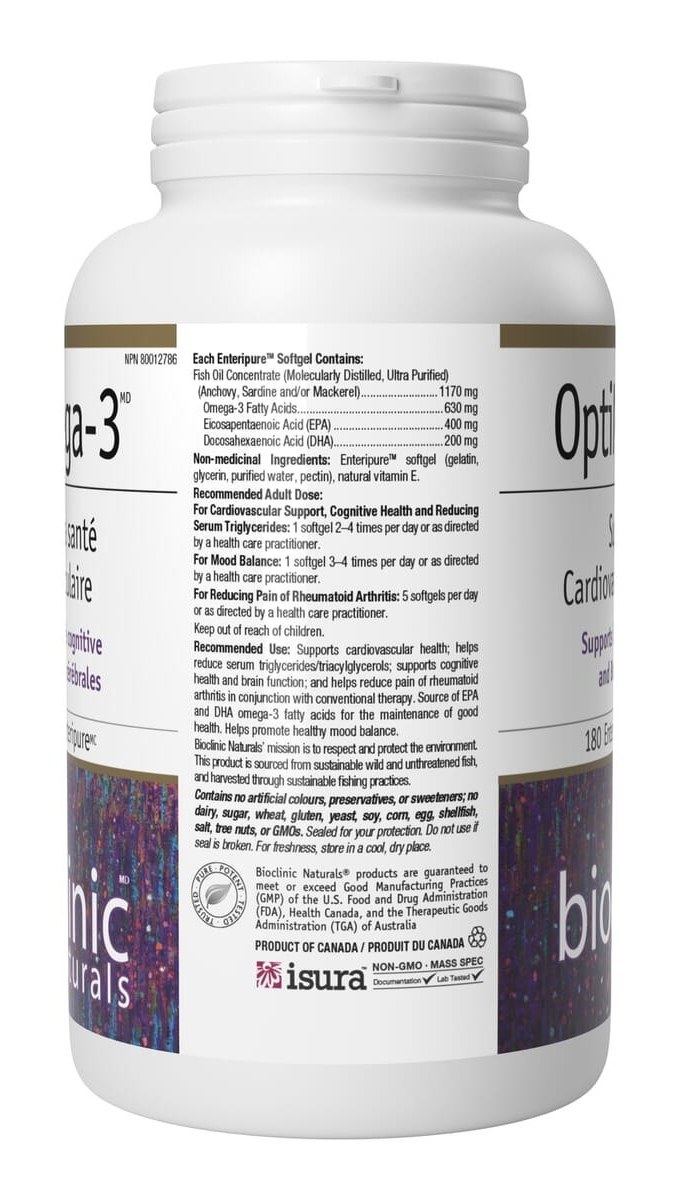 NPN 80012786
ga-3MD
santé
ulaire
cognitive
érébrales
teripureMC
inicMD
turals
Each Enteripure™ Softgel Contains:
Fish Oil Concentrate (Molecularly Distilled, Ultra Purified)
(Anchovy, Sardine and/or Mackerel)..........................1170 mg
Omega-3 Fatty Acids.................................................630 mg
Eicosapentaenoic Acid (EPA) .....................................400 mg
Docosahexaenoic Acid (DHA).....................................200 mg
Non-medicinal Ingredients: Enteripure™ softgel (gelatin,
glycerin, purified water, pectin), natural vitamin E.
Recommended Adult Dose:
For Cardiovascular Support, Cognitive Health and Reducing
Serum Triglycerides: 1 softgel 2–4 times per day or as directed
by a health care practitioner.
For Mood Balance: 1 softgel 3–4 times per day or as directed
by a health care practitioner.
For Reducing Pain of Rheumatoid Arthritis: 5 softgels per day
or as directed by a health care practitioner.
Keep out of reach of children.
Recommended Use: Supports cardiovascular health; helps
reduce serum triglycerides/triacylglycerols; supports cognitive
health and brain function; and helps reduce pain of rheumatoid
arthritis in conjunction with conventional therapy. Source of EPA
and DHA omega-3 fatty acids for the maintenance of good
health. Helps promote healthy mood balance.
Bioclinic Naturals' mission is to respect and protect the environment.
This product is sourced from sustainable wild and unthreatened fish,
and harvested through sustainable fishing practices.
Contains no artificial colours, preservatives, or sweeteners; no
dairy, sugar, wheat, gluten, yeast, soy, corn, egg, shellfish,
salt, tree nuts, or GMOs. Sealed for your protection. Do not use if
seal is broken. For freshness, store in a cool, dry place.
PURE · POTENT · TESTED · TRUSTED
Bioclinic Naturals® products are guaranteed to
meet or exceed Good Manufacturing Practices
(GMP) of the U.S. Food and Drug Administration
(FDA), Health Canada, and the Therapeutic Goods
Administration (TGA) of Australia
PRODUCT OF CANADA / PRODUIT DU CANADA
isura™
NON-GMO · MASS SPEC
Documentation ✓ Lab Tested ✓
Opti
S
Cardiova
Supports
and b
180 Ente
bio